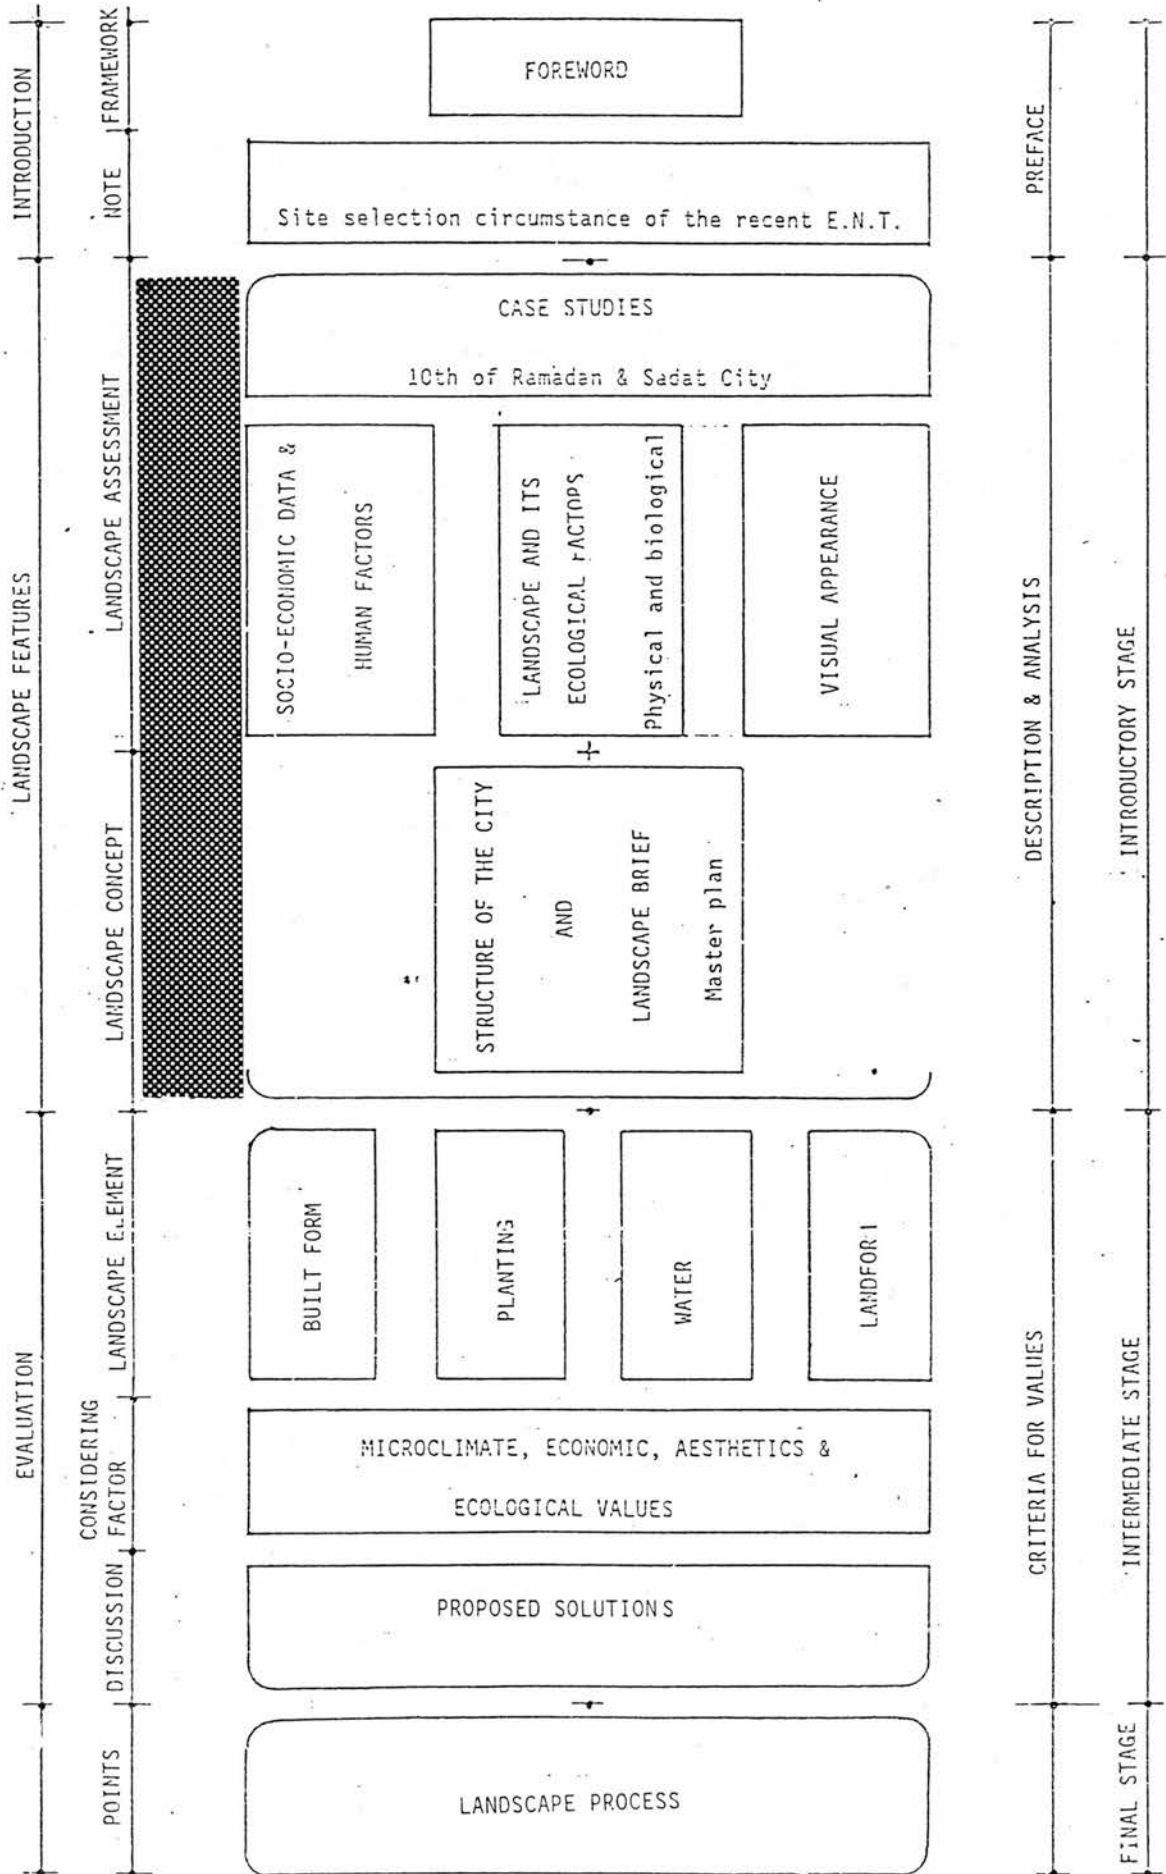 INTRODUCTION
FRAMEWORK
NOTE
FOREWORD
Site selection circumstance of the recent E.N.T.
PREFACE
LANDSCAPE FEATURES
LANDSCAPE ASSESSMENT
CASE STUDIES
10th of Ramadan & Sadat City
SOCIO-ECONOMIC DATA &
HUMAN FACTORS
LANDSCAPE AND ITS
ECOLOGICAL FACTORS
Physical and biological
VISUAL APPEARANCE
LANDSCAPE CONCEPT
STRUCTURE OF THE CITY
AND
LANDSCAPE BRIEF
Master plan
DESCRIPTION & ANALYSIS
INTRODUCTORY STAGE
EVALUATION
LANDSCAPE ELEMENT
BUILT FORM
PLANTING
WATER
LANDFOR
CONSIDERING
FACTOR
MICROCLIMATE, ECONOMIC, AESTHETICS &
ECOLOGICAL VALUES
DISCUSSION
PROPOSED SOLUTIONS
CRITERIA FOR VALUES
INTERMEDIATE STAGE
POINTS
LANDSCAPE PROCESS
FINAL STAGE